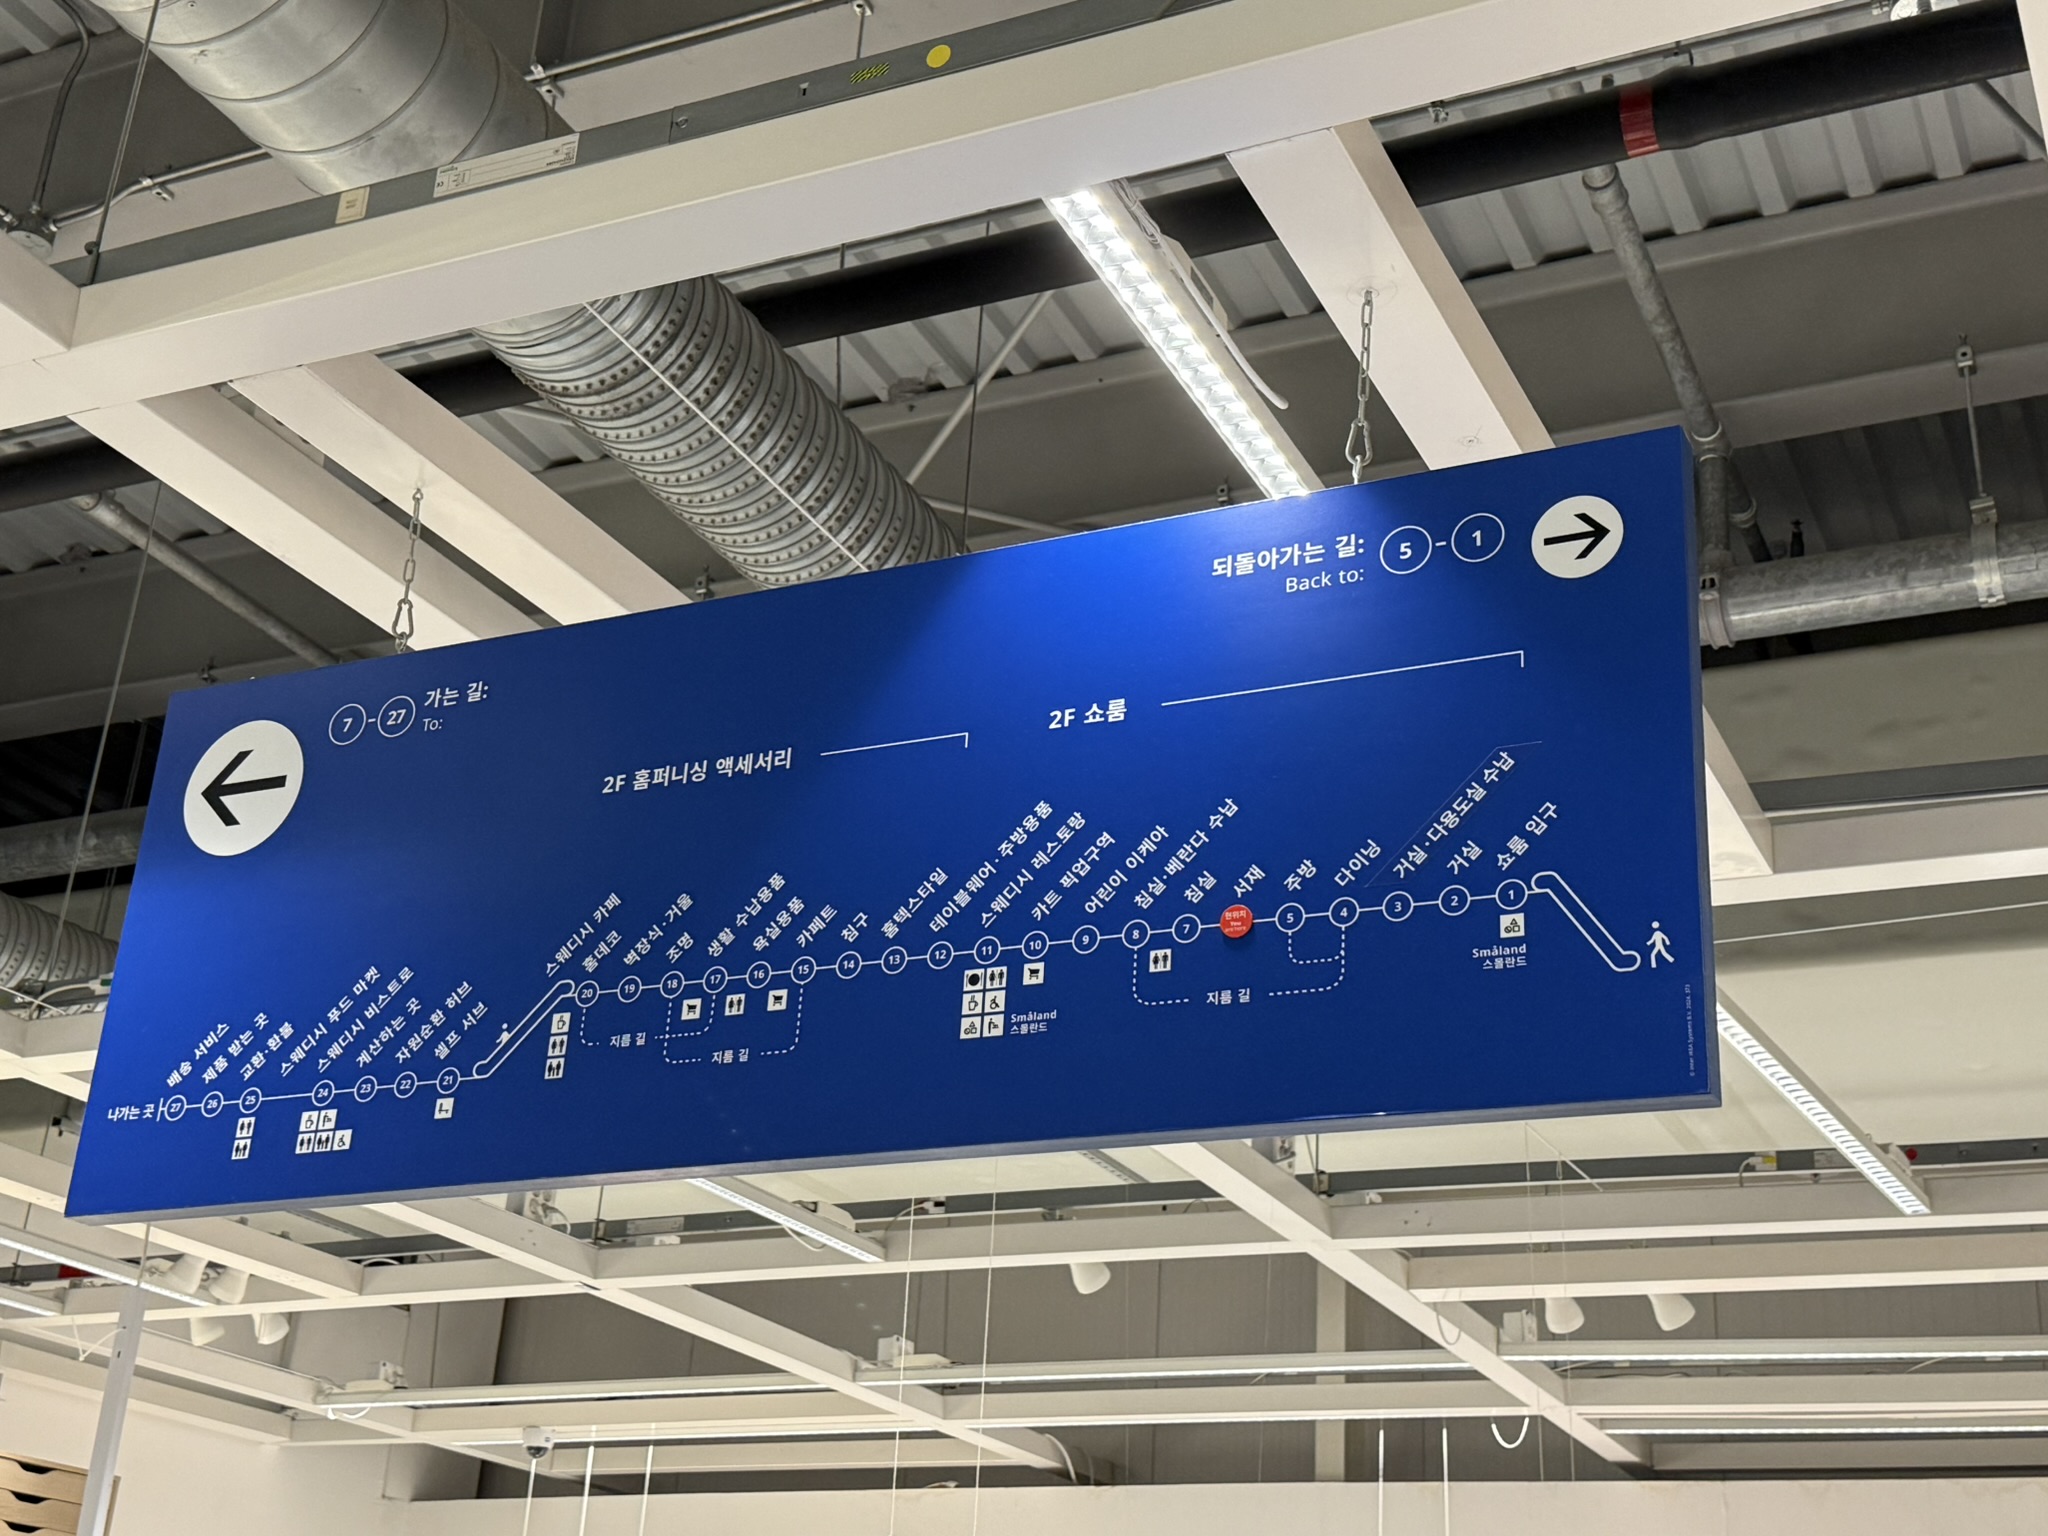 되돌아가는 길: 5 - 1
Back to:
7 - 27 가는 길:
To:
2F 쇼룸
2F 홈퍼니싱 액세서리
나가는 곳
27 배송 서비스
26 제품 받는 곳
25 교환·환불
스웨디시 푸드 마켓
24 스웨디시 비스트로
23 계산하는 곳
22 자원순환 허브
21 셀프 서브
스웨디시 카페
20 홈데코
19 벽장식·거울
18 조명
17 생활 수납용품
16 욕실용품
15 카페트
14 침구
13 홈텍스타일
12 테이블웨어·주방용품
11 스웨디시 레스토랑
10 카트 픽업구역
9 어린이 이케아
8 침실·베란다 수납
7 침실
현위치
You are here
서재
5 주방
4 다이닝
3 거실·다용도실 수납
2 거실
1 쇼룸 입구
지름 길
지름 길
지름 길
Småland
스몰란드
Småland
스몰란드
© Inter IKEA Systems B.V. 2024